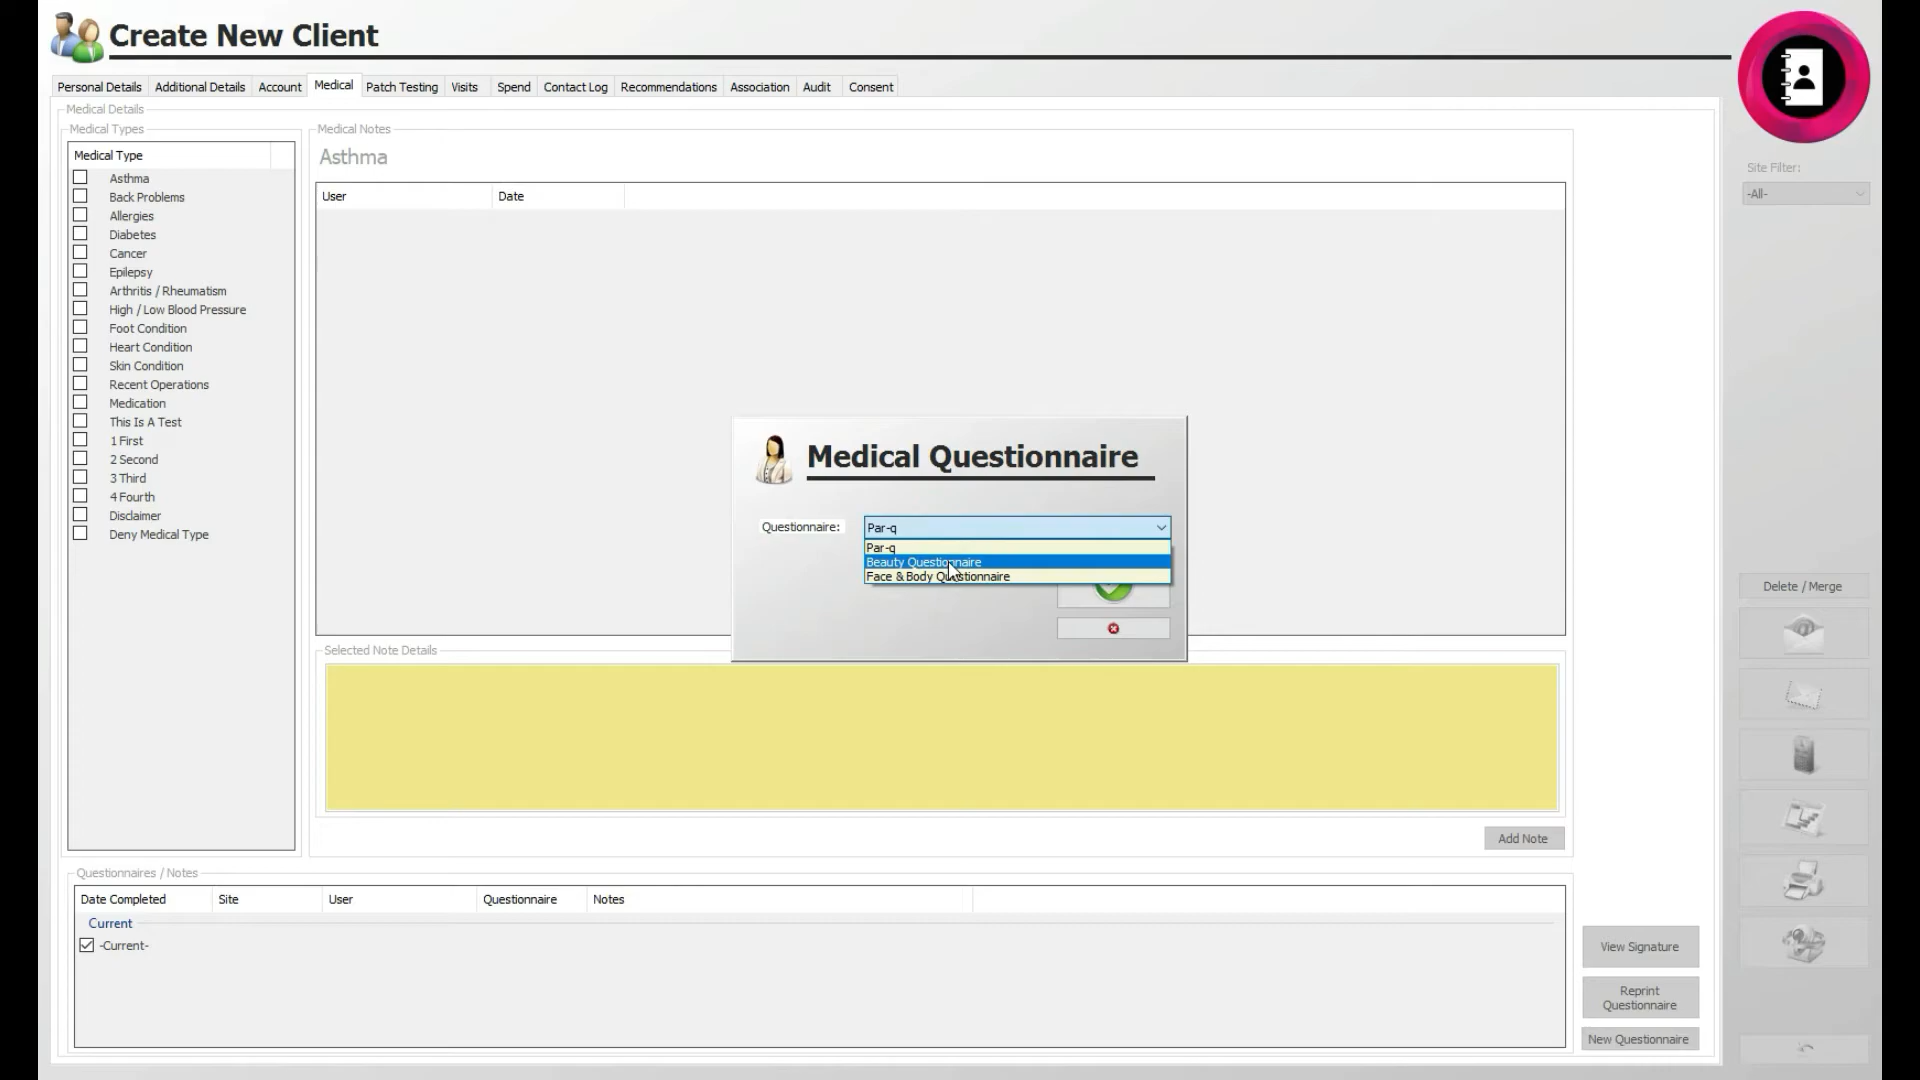 Create New Client
Personal Details Additional Details Account Medical Patch Testing Visits Spend Contact Log Recommendations Association Audit Consent
Medical Details
Medical Types
Medical Type
Asthma
Back Problems
Allergies
Diabetes
Cancer
Epilepsy
Arthritis / Rheumatism
High / Low Blood Pressure
Foot Condition
Heart Condition
Skin Condition
Recent Operations
Medication
This Is A Test
1 First
2 Second
3 Third
4 Fourth
Disclaimer
Deny Medical Type
Medical Notes
Asthma
User Date
Medical Questionnaire
Questionnaire: Par-q
Par-q
Beauty Questionnaire
Face & Body Questionnaire
Selected Note Details
Add Note
Questionnaires / Notes
Date Completed Site User Questionnaire Notes
Current
-Current-
View Signature
Reprint
Questionnaire
New Questionnaire
Site Filter:
-All-
Delete / Merge